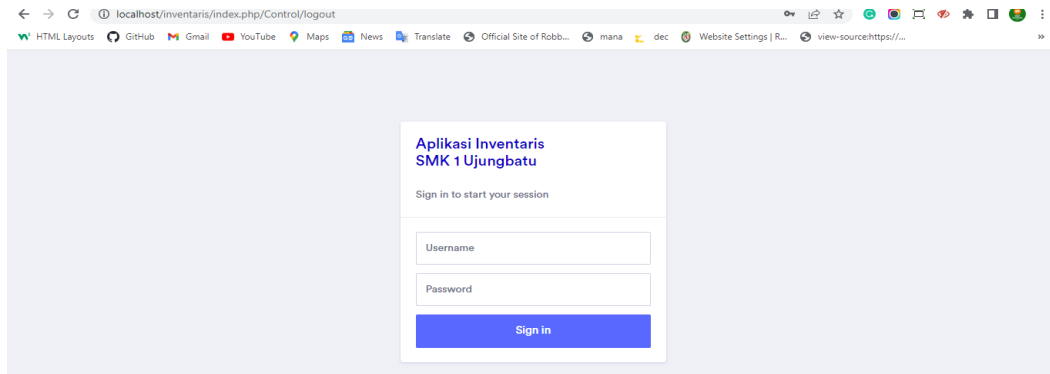 localhost/inventaris/index.php/Control/logout
HTML Layouts GitHub Gmail YouTube Maps News Translate Official Site of Robb... mana dec Website Settings | R... view-source:https://... »
Aplikasi Inventaris
SMK 1 Ujungbatu
Sign in to start your session
Username
Password
Sign in